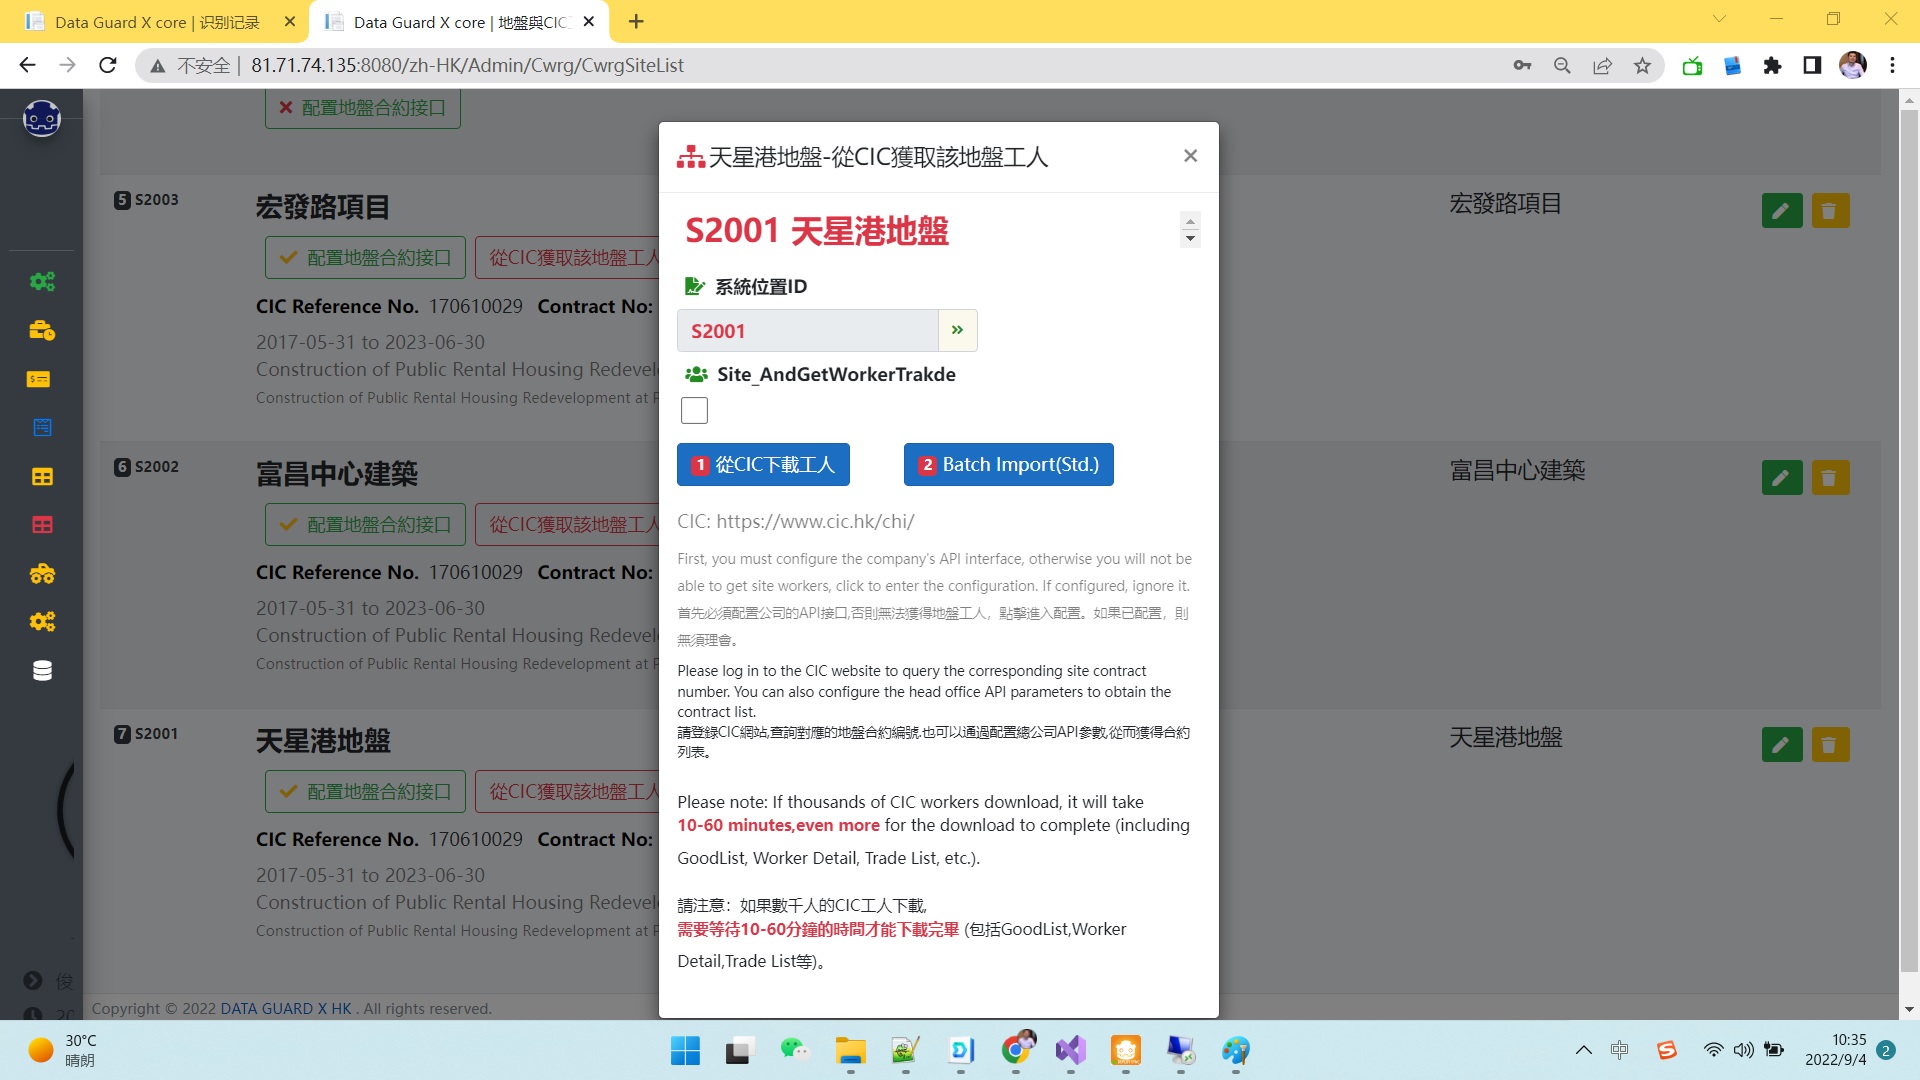 Data Guard X core | 识别记录
Data Guard X core | 地盤與CIC
不安全 | 81.71.74.135:8080/zh-HK/Admin/Cwrg/CwrgSiteList
配置地盤合約接口
5 S2003
宏發路項目
配置地盤合約接口
從CIC獲取該地盤工人
CIC Reference No. 170610029 Contract No:
2017-05-31 to 2023-06-30
Construction of Public Rental Housing Redevel
Construction of Public Rental Housing Redevelopment at P
宏發路項目
6 S2002
富昌中心建築
配置地盤合約接口
從CIC獲取該地盤工人
CIC Reference No. 170610029 Contract No:
2017-05-31 to 2023-06-30
Construction of Public Rental Housing Redevel
Construction of Public Rental Housing Redevelopment at P
富昌中心建築
7 S2001
天星港地盤
配置地盤合約接口
從CIC獲取該地盤工人
CIC Reference No. 170610029 Contract No:
2017-05-31 to 2023-06-30
Construction of Public Rental Housing Redevel
Construction of Public Rental Housing Redevelopment at P
天星港地盤
俊
20
Copyright © 2022 DATA GUARD X HK . All rights reserved.
天星港地盤-從CIC獲取該地盤工人
×
S2001 天星港地盤
系統位置ID
S2001
»
Site_AndGetWorkerTrakde
1 從CIC下載工人
2 Batch Import(Std.)
CIC: https://www.cic.hk/chi/
First, you must configure the company's API interface, otherwise you will not be
able to get site workers, click to enter the configuration. If configured, ignore it.
首先必須配置公司的API接口,否則無法獲得地盤工人，點擊進入配置。如果已配置，則
無須理會。
Please log in to the CIC website to query the corresponding site contract
number. You can also configure the head office API parameters to obtain the
contract list.
請登錄CIC網站,查詢對應的地盤合約編號.也可以通過配置總公司API參數,從而獲得合約
列表。
Please note: If thousands of CIC workers download, it will take
10-60 minutes,even more for the download to complete (including
GoodList, Worker Detail, Trade List, etc.).
請注意：如果數千人的CIC工人下載,
需要等待10-60分鐘的時間才能下載完畢 (包括GoodList,Worker
Detail,Trade List等)。
30°C
晴朗
中
10:35
2022/9/4
2